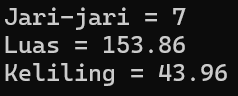 Jari-jari = 7
Luas = 153.86
Keliling = 43.96